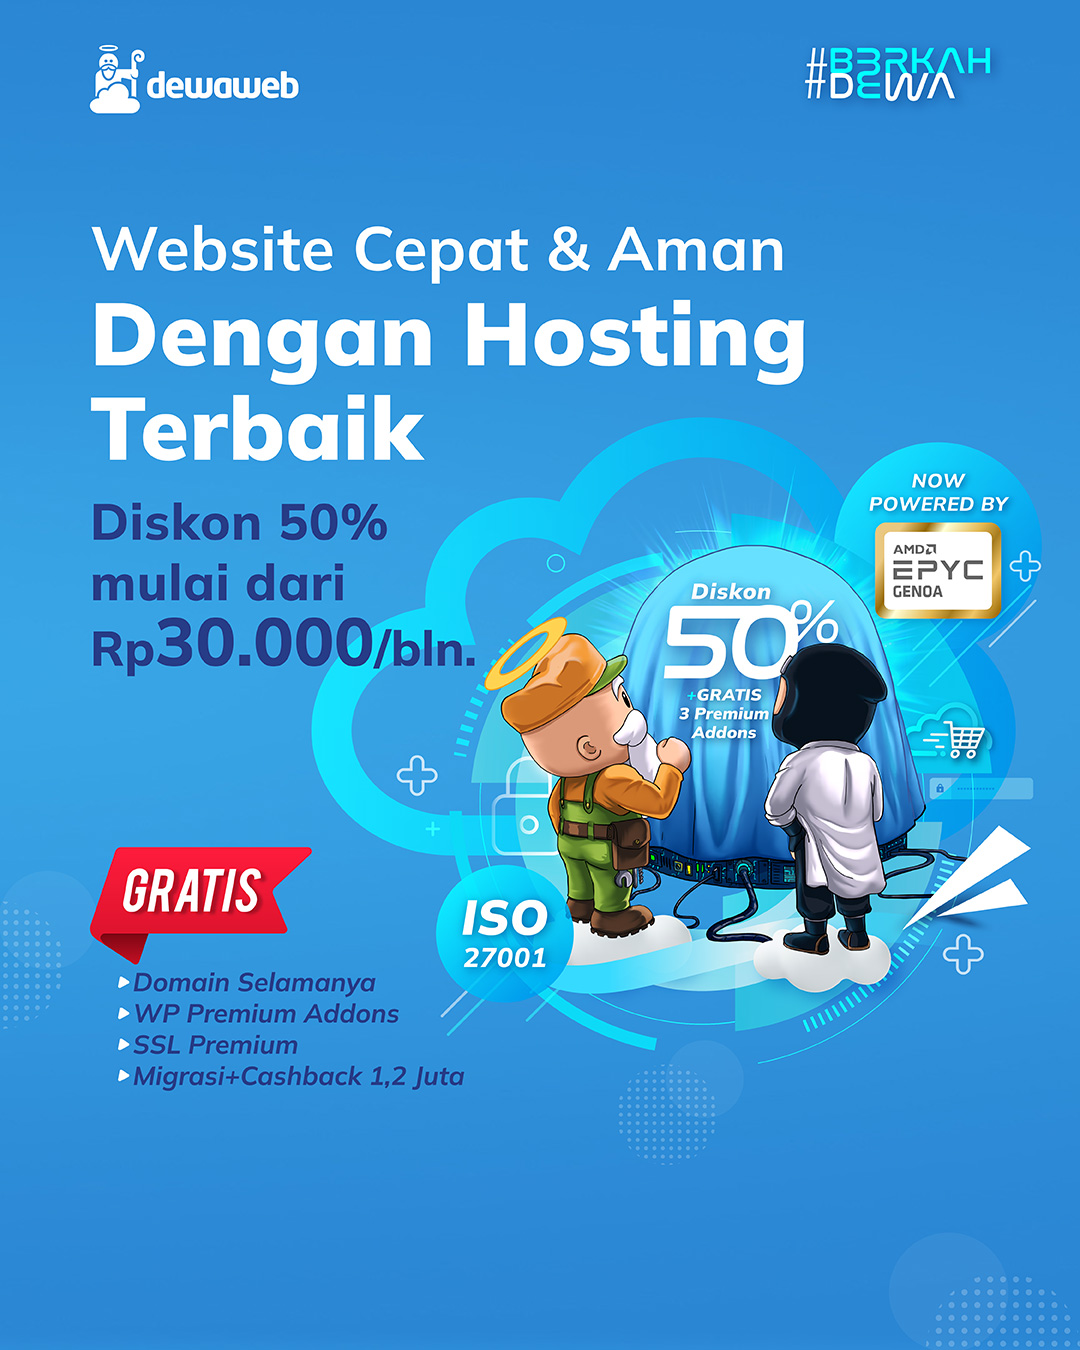 dewaweb
#BERKAH
DEWA
Website Cepat & Aman
Dengan Hosting
Terbaik
Diskon 50%
mulai dari
Rp30.000/bln.
NOW
POWERED BY
AMD
EPYC
GENOA
Diskon
50%
+GRATIS
3 Premium
Addons
GRATIS
ISO
27001
Domain Selamanya
WP Premium Addons
SSL Premium
Migrasi+Cashback 1,2 Juta